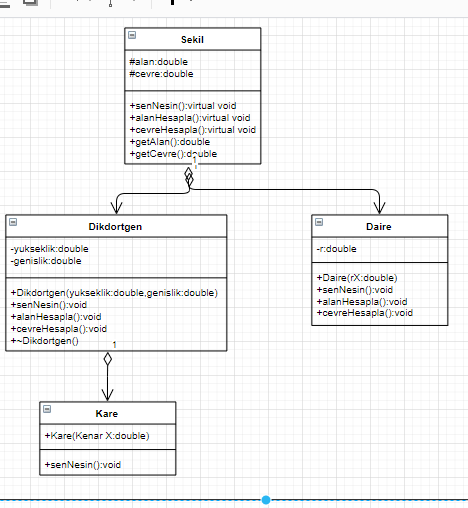 Sekil
#alan:double
#cevre:double
+senNesin():virtual void
+alanHesapla():virtual void
+cevreHesapla():virtual void
+getAlan():double
+getCevre():double
1
1
Dikdortgen
-yukseklik:double
-genislik:double
+Dikdortgen(yukseklik:double,genislik:double)
+senNesin():void
+alanHesapla():void
+cevreHesapla():void
+~Dikdortgen()
1
Daire
-r:double
+Daire(rX:double)
+senNesin():void
+alanHesapla():void
+cevreHesapla():void
Kare
+Kare(Kenar X:double)
+senNesin():void